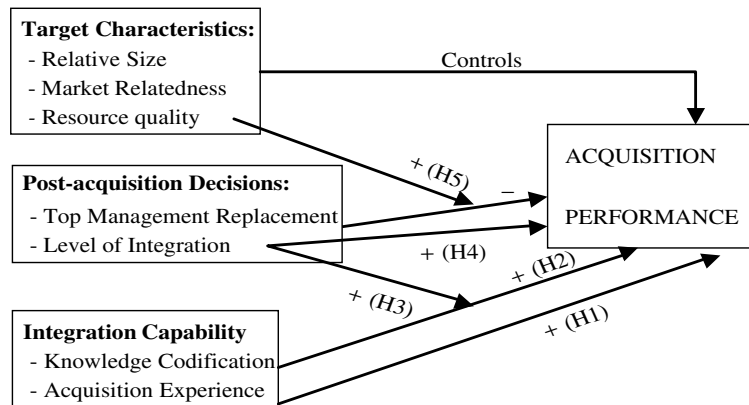 Target Characteristics:
- Relative Size
- Market Relatedness
- Resource quality
Controls
ACQUISITION
PERFORMANCE
+ (H5)
−
Post-acquisition Decisions:
- Top Management Replacement
- Level of Integration
+ (H4)
+ (H2)
+ (H3)
+ (H1)
Integration Capability
- Knowledge Codification
- Acquisition Experience